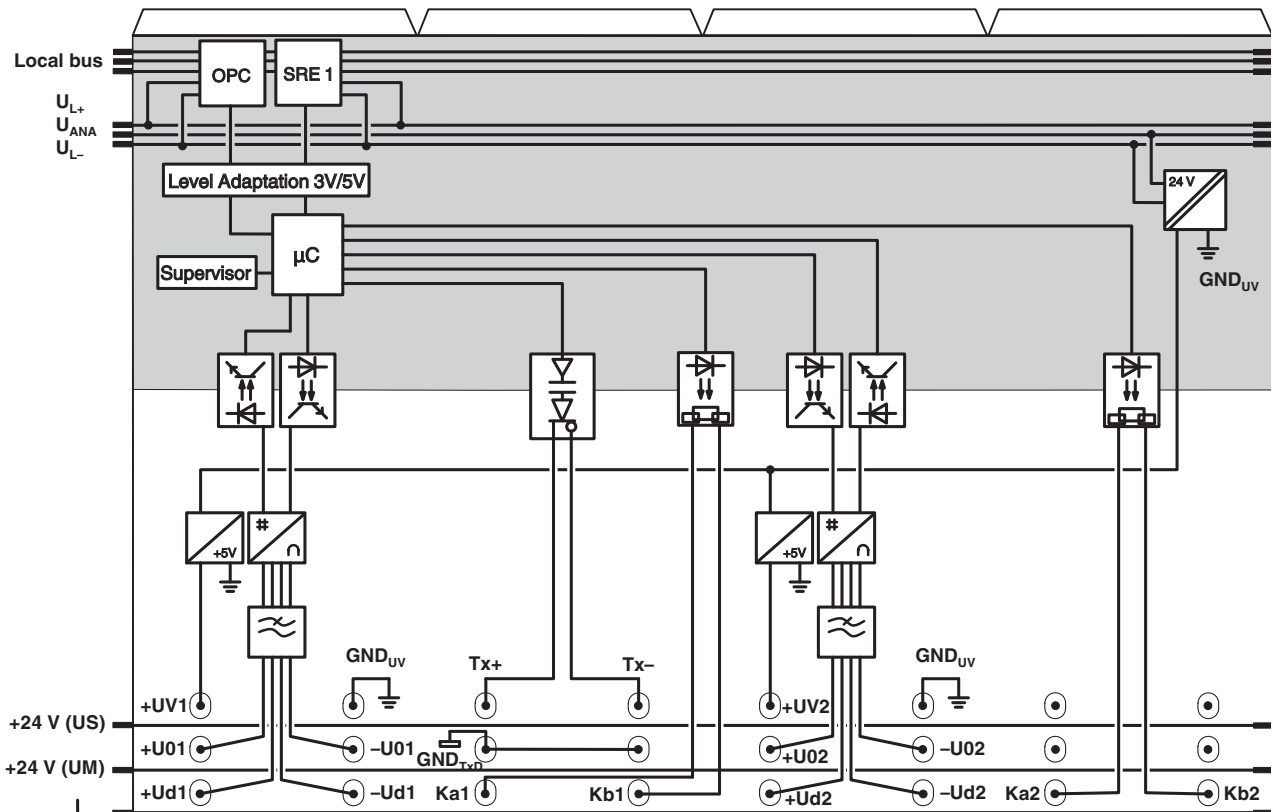 Local bus
OPC
SRE 1
UL+
UANA
UL–
Level Adaptation 3V/5V
24 V
µC
Supervisor
GNDUV
#
+5V
∩
#
+5V
∩
GNDUV
Tx+
Tx–
GNDUV
+UV1
+UV2
+24 V (US)
+U01
–U01
GNDTxD
+U02
–U02
+24 V (UM)
+Ud1
–Ud1
Ka1
Kb1
+Ud2
–Ud2
Ka2
Kb2